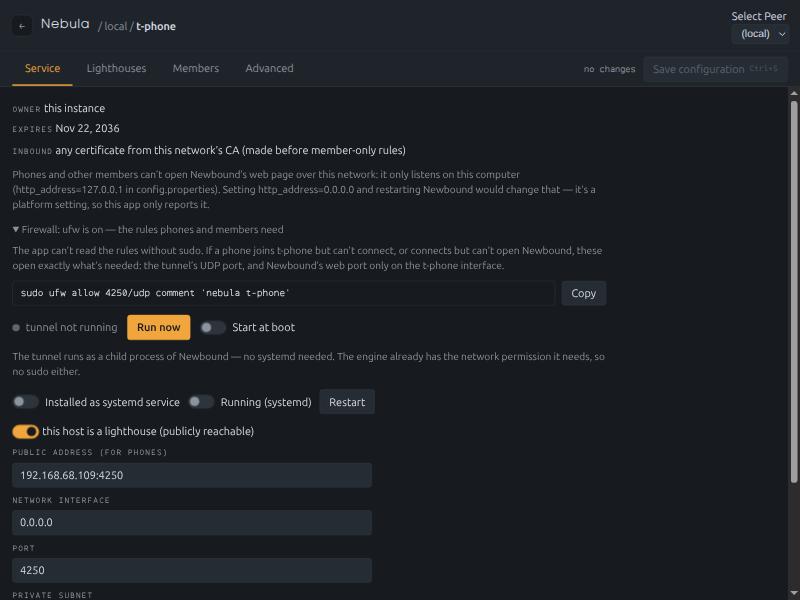 ← Nebula / local / t-phone
Select Peer
(local)
Service Lighthouses Members Advanced no changes Save configuration Ctrl+S
OWNER this instance
EXPIRES Nov 22, 2036
INBOUND any certificate from this network's CA (made before member-only rules)
Phones and other members can't open Newbound's web page over this network: it only listens on this computer
(http_address=127.0.0.1 in config.properties). Setting http_address=0.0.0.0 and restarting Newbound would change that — it's a
platform setting, so this app only reports it.
▼ Firewall: ufw is on — the rules phones and members need
The app can't read the rules without sudo. If a phone joins t-phone but can't connect, or connects but can't open Newbound, these
open exactly what's needed: the tunnel's UDP port, and Newbound's web port only on the t-phone interface.
sudo ufw allow 4250/udp comment 'nebula t-phone' Copy
tunnel not running Run now Start at boot
The tunnel runs as a child process of Newbound — no systemd needed. The engine already has the network permission it needs, so
no sudo either.
Installed as systemd service Running (systemd) Restart
this host is a lighthouse (publicly reachable)
PUBLIC ADDRESS (FOR PHONES)
192.168.68.109:4250
NETWORK INTERFACE
0.0.0.0
PORT
4250
PRIVATE SUBNET